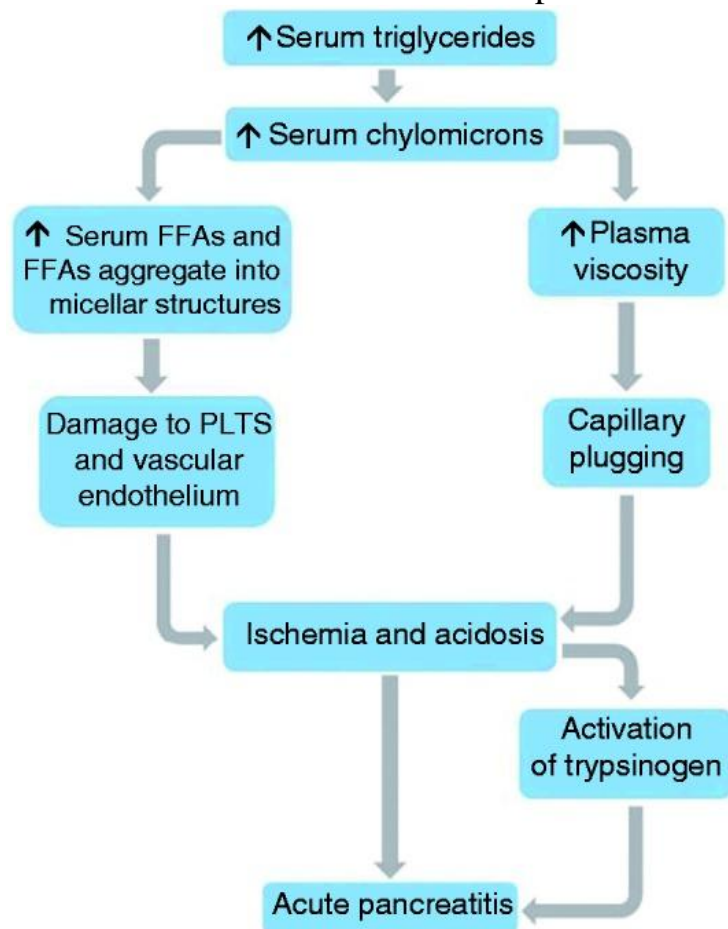 ↑ Serum triglycerides
↑ Serum chylomicrons
↑ Serum FFAs and
FFAs aggregate into
micellar structures
↑ Plasma
viscosity
Damage to PLTS
and vascular
endothelium
Capillary
plugging
Ischemia and acidosis
Activation
of trypsinogen
Acute pancreatitis